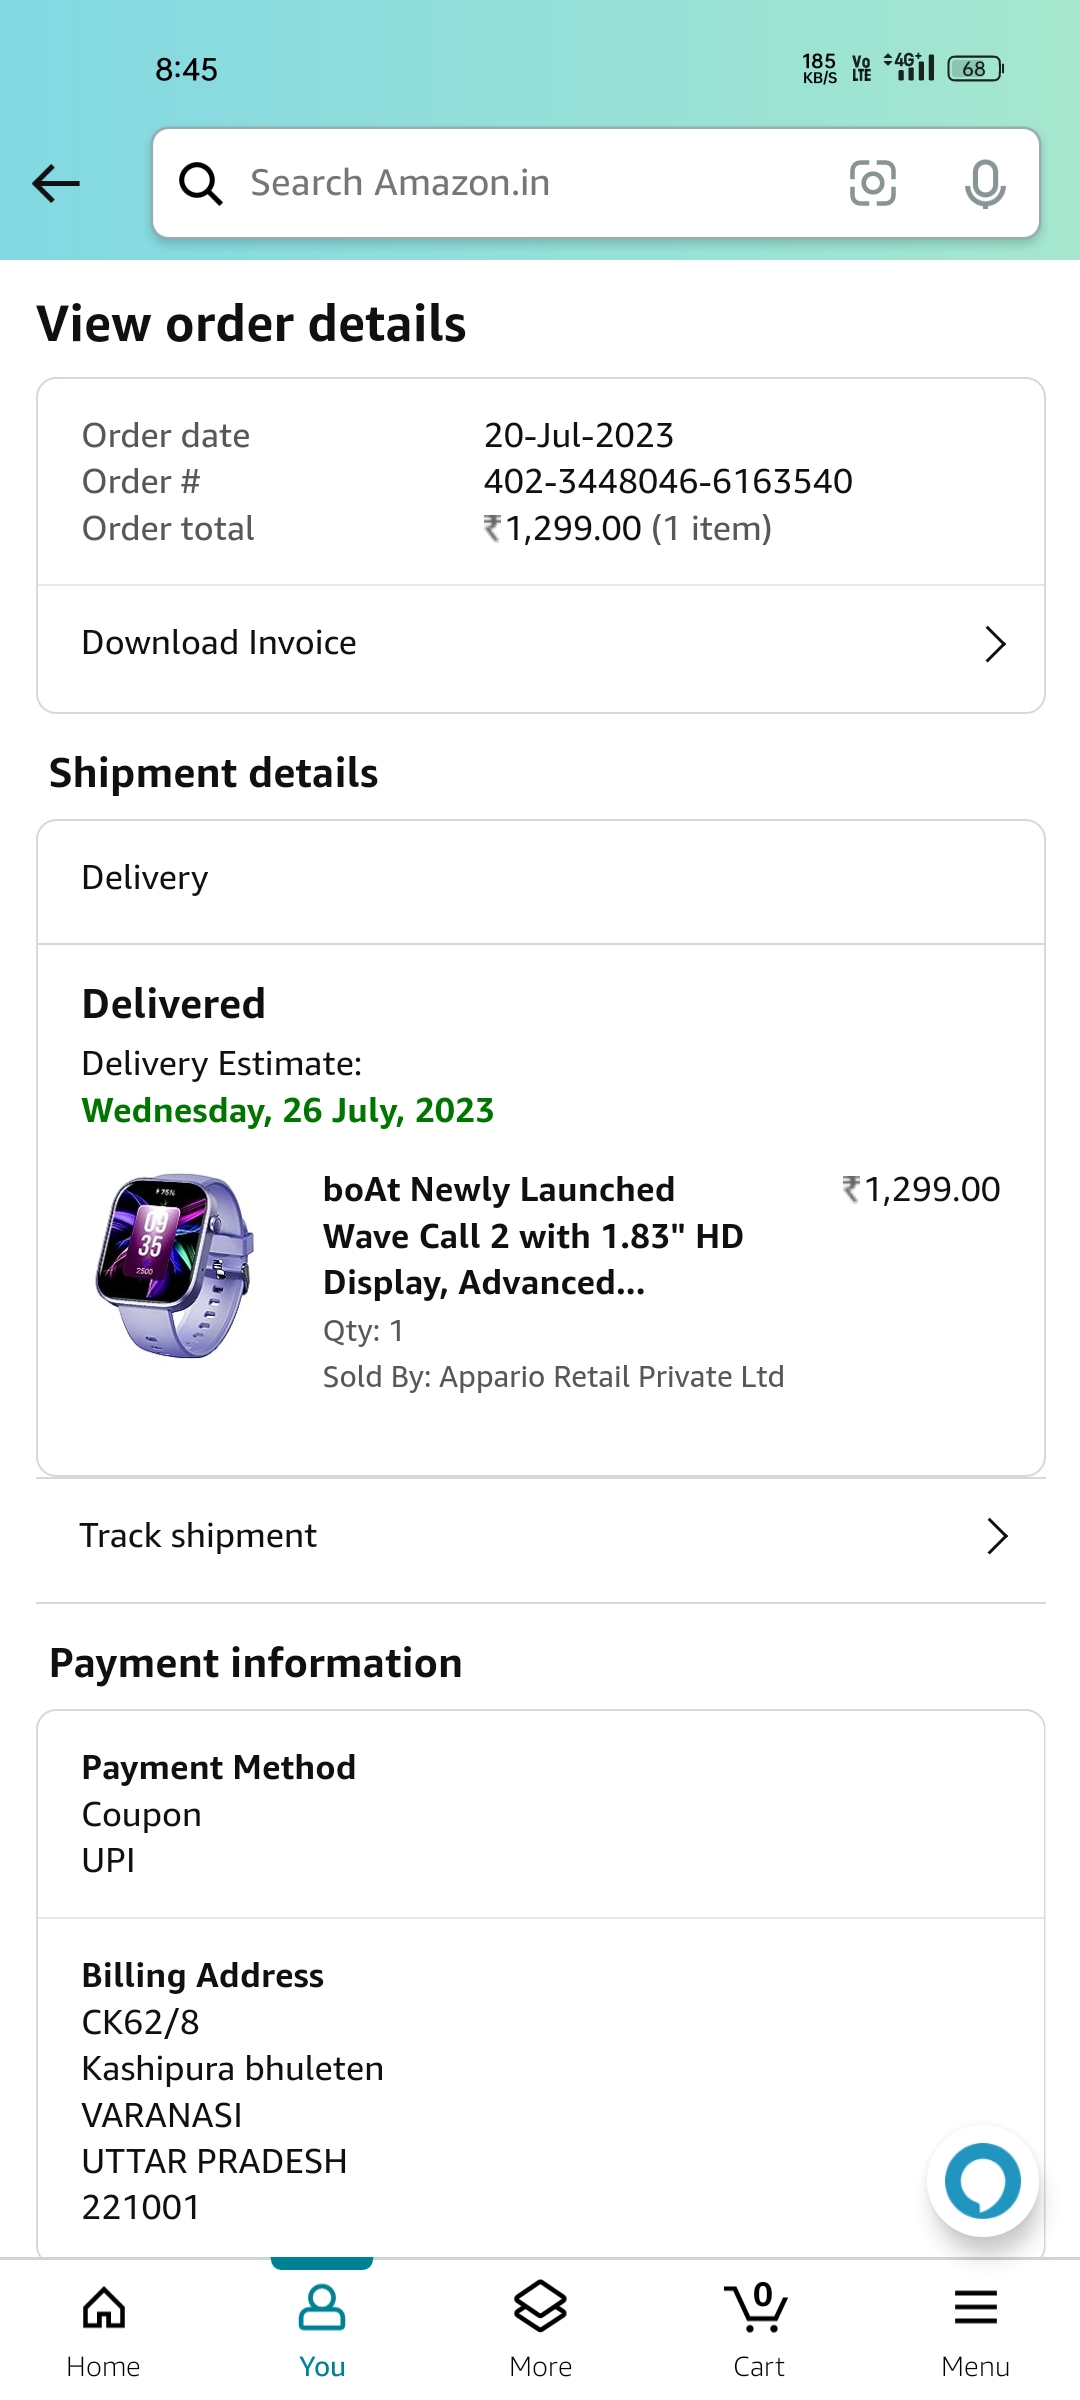 8:45
185 KB/S Vo LTE 4G+ 68
Search Amazon.in
View order details
Order date 20-Jul-2023
Order # 402-3448046-6163540
Order total ₹1,299.00 (1 item)
Download Invoice
Shipment details
Delivery
Delivered
Delivery Estimate:
Wednesday, 26 July, 2023
75%
09
35
2500
boAt Newly Launched ₹1,299.00
Wave Call 2 with 1.83" HD
Display, Advanced...
Qty: 1
Sold By: Appario Retail Private Ltd
Track shipment
Payment information
Payment Method
Coupon
UPI
Billing Address
CK62/8
Kashipura bhuleten
VARANASI
UTTAR PRADESH
221001
0
Home You More Cart Menu